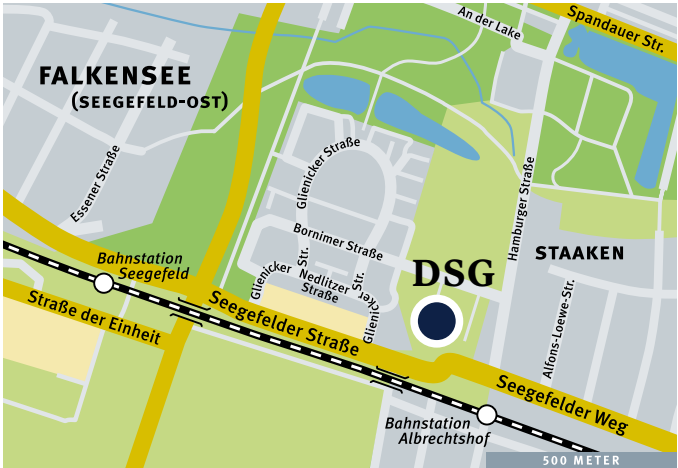 An der Lake
Spandauer Str.
FALKENSEE
(SEEGEFELD-OST)
Essener Straße
Glienicker Straße
Hamburger Straße
Bornimer Straße
STAAKEN
Bahnstation
Seegefeld
Glienicker
Str.
Nedlitzer
Straße
Glienicker
Str.
DSG
Alfons-Loewe-Str.
Straße der Einheit
Seegefelder Straße
Seegefelder Weg
Bahnstation
Albrechtshof
500 METER